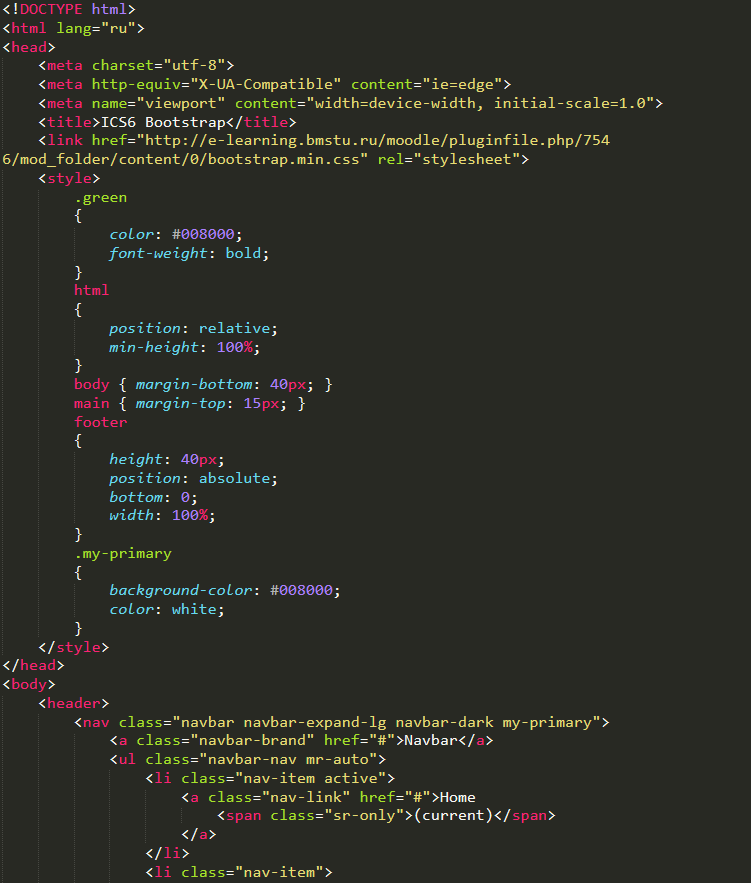 <!DOCTYPE html>
<html lang="ru">
<head>
    <meta charset="utf-8">
    <meta http-equiv="X-UA-Compatible" content="ie=edge">
    <meta name="viewport" content="width=device-width, initial-scale=1.0">
    <title>ICS6 Bootstrap</title>
    <link href="http://e-learning.bmstu.ru/moodle/pluginfile.php/754
6/mod_folder/content/0/bootstrap.min.css" rel="stylesheet">
    <style>
        .green
        {
            color: #008000;
            font-weight: bold;
        }
        html
        {
            position: relative;
            min-height: 100%;
        }
        body { margin-bottom: 40px; }
        main { margin-top: 15px; }
        footer
        {
            height: 40px;
            position: absolute;
            bottom: 0;
            width: 100%;
        }
        .my-primary
        {
            background-color: #008000;
            color: white;
        }
    </style>
</head>
<body>
    <header>
        <nav class="navbar navbar-expand-lg navbar-dark my-primary">
            <a class="navbar-brand" href="#">Navbar</a>
            <ul class="navbar-nav mr-auto">
                <li class="nav-item active">
                    <a class="nav-link" href="#">Home
                        <span class="sr-only">(current)</span>
                    </a>
                </li>
                <li class="nav-item">